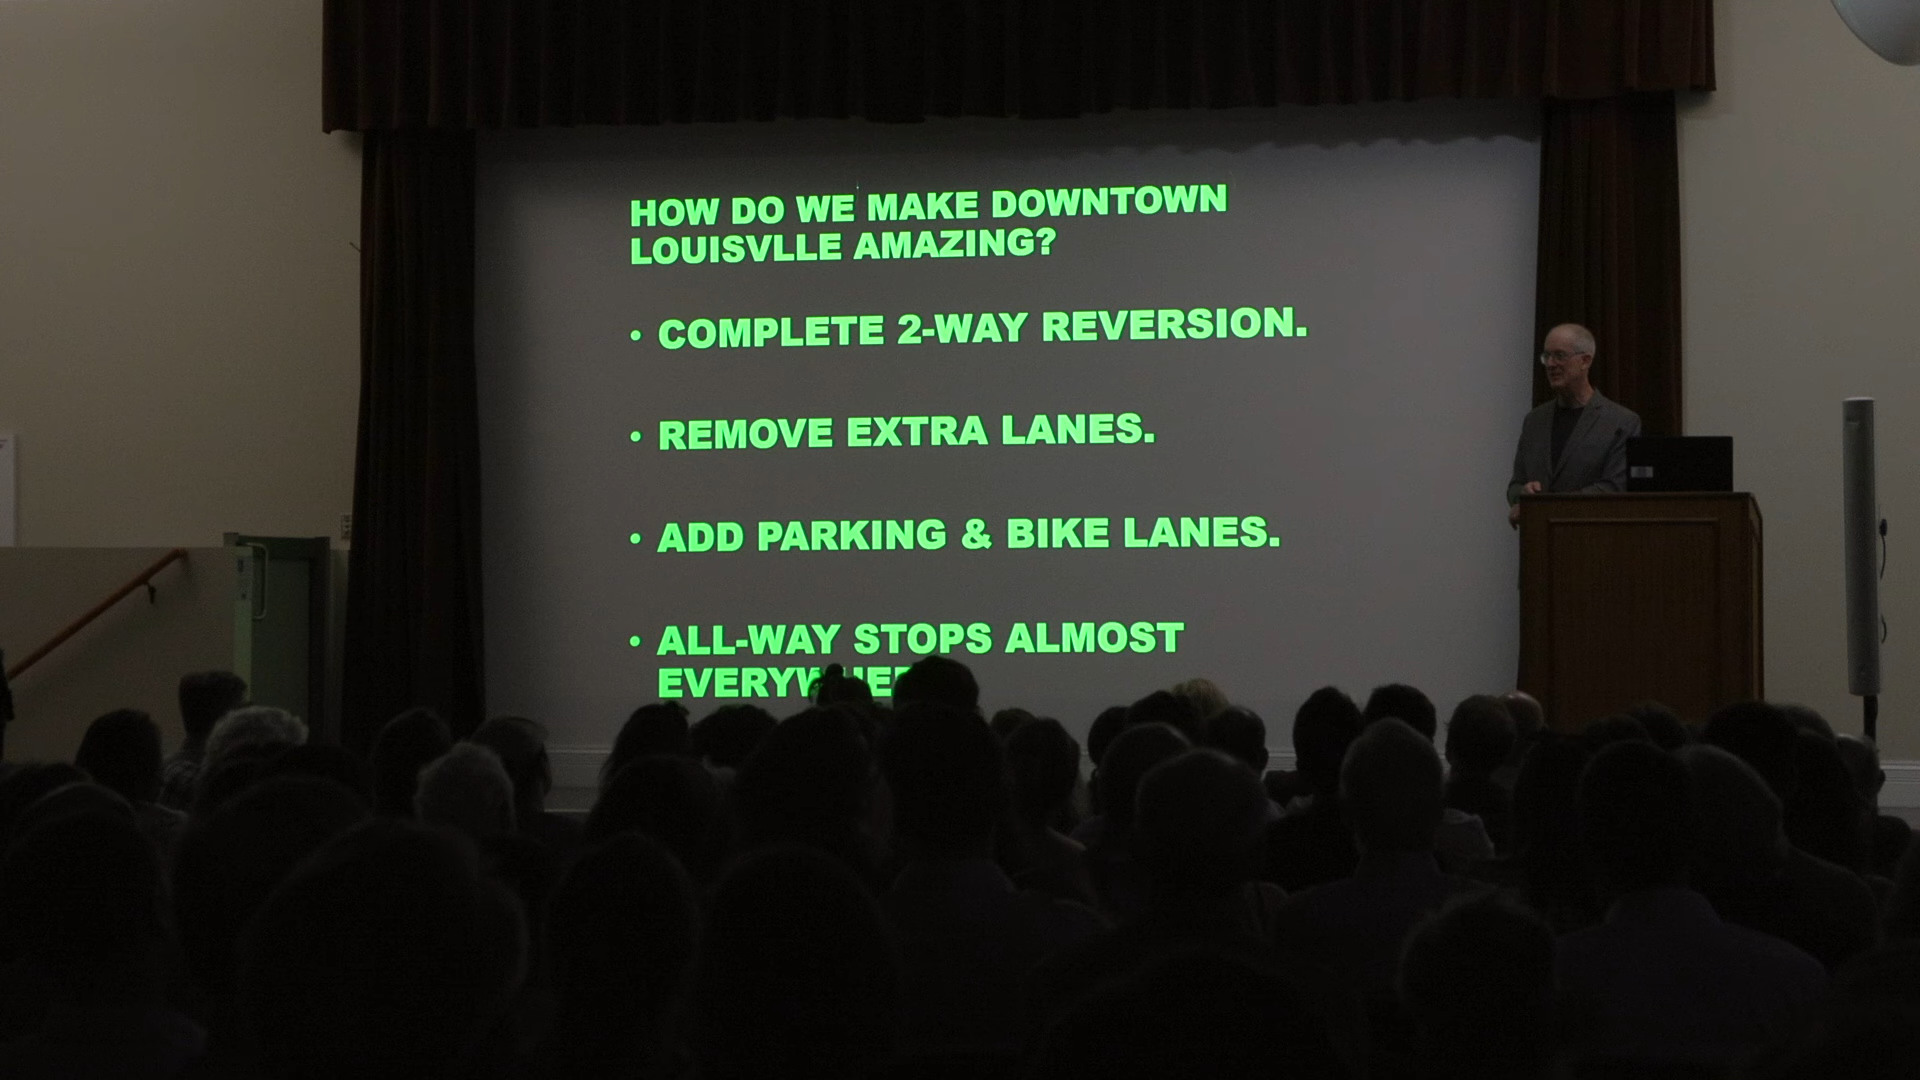 HOW DO WE MAKE DOWNTOWN
LOUISVLLE AMAZING?
• COMPLETE 2-WAY REVERSION.
• REMOVE EXTRA LANES.
• ADD PARKING & BIKE LANES.
• ALL-WAY STOPS ALMOST